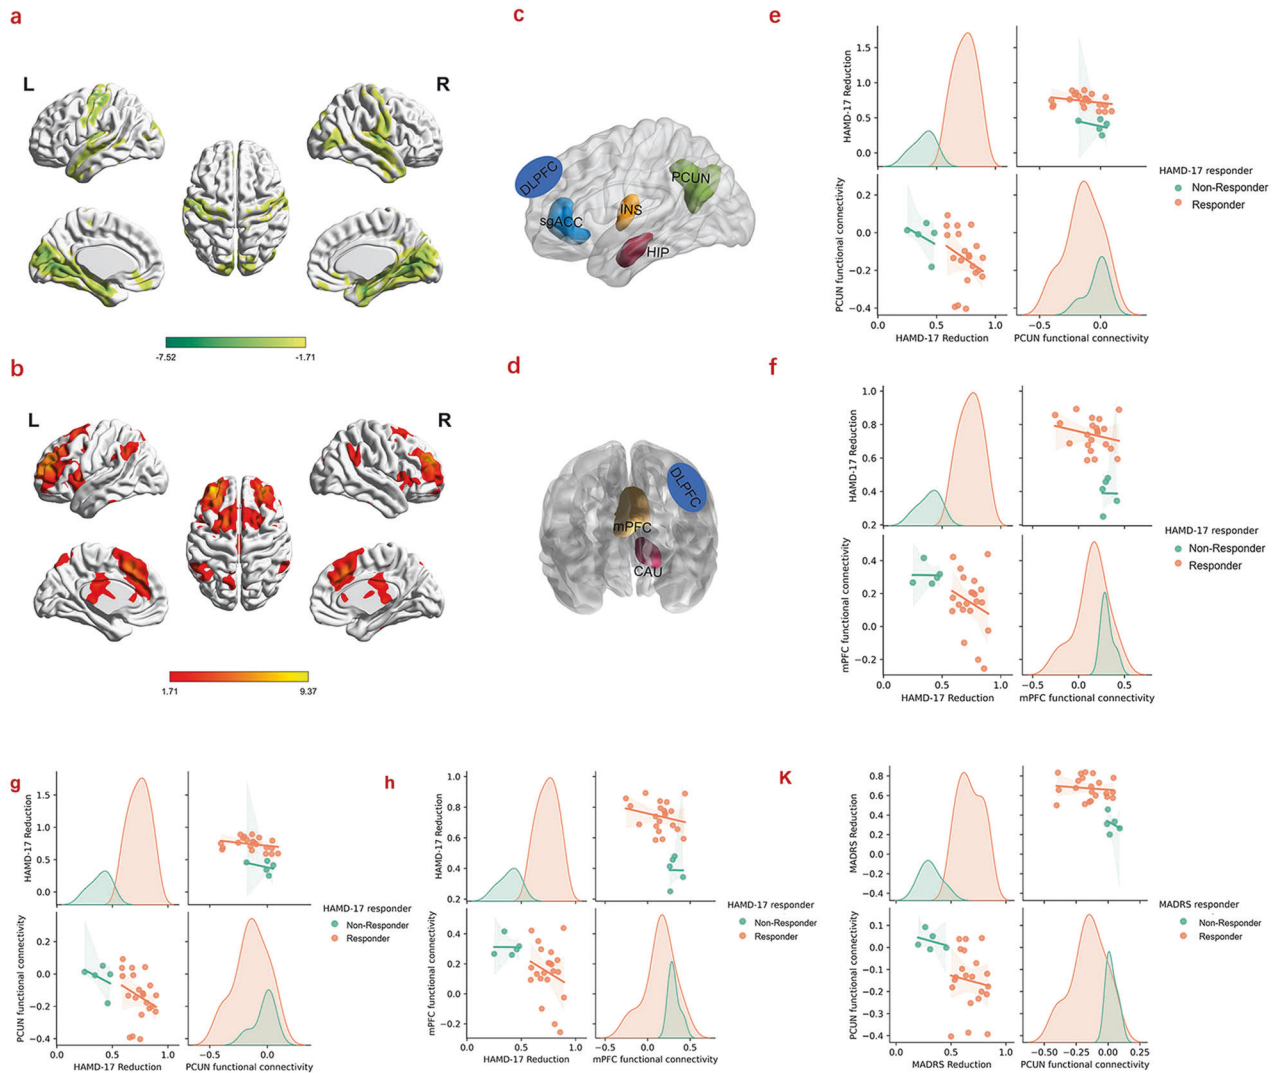 a
L
R
-7.52
-1.71
b
L
R
1.71
9.37
c
DLPFC
sgACC
INS
PCUN
HIP
d
DLPFC
mPFC
CAU
e
HAMD-17 Reduction
1.5
1.0
0.5
0.0
PCUN functional connectivity
0.0
−0.2
−0.4
0.0
0.5
1.0
HAMD-17 Reduction
−0.5
0.0
PCUN functional connectivity
HAMD-17 responder
Non-Responder
Responder
f
HAMD-17 Reduction
1.0
0.8
0.6
0.4
0.2
mPFC functional connectivity
0.4
0.2
0.0
−0.2
0.0
0.5
1.0
HAMD-17 Reduction
−0.5
0.0
0.5
mPFC functional connectivity
HAMD-17 responder
Non-Responder
Responder
g
HAMD-17 Reduction
1.5
1.0
0.5
0.0
PCUN functional connectivity
0.2
0.0
−0.2
−0.4
0.0
0.5
1.0
HAMD-17 Reduction
−0.5
0.0
PCUN functional connectivity
HAMD-17 responder
Non-Responder
Responder
h
HAMD-17 Reduction
1.0
0.8
0.6
0.4
0.2
mPFC functional connectivity
0.4
0.2
0.0
−0.2
0.0
0.5
1.0
HAMD-17 Reduction
−0.5
0.0
0.5
mPFC functional connectivity
HAMD-17 responder
Non-Responder
Responder
K
MADRS Reduction
0.8
0.6
0.4
0.2
0.0
−0.2
−0.4
PCUN functional connectivity
0.1
0.0
−0.1
−0.2
−0.3
−0.4
0.0
0.5
MADRS Reduction
−0.50
−0.25
0.00
0.25
PCUN functional connectivity
MADRS responder
Non-Responder
Responder